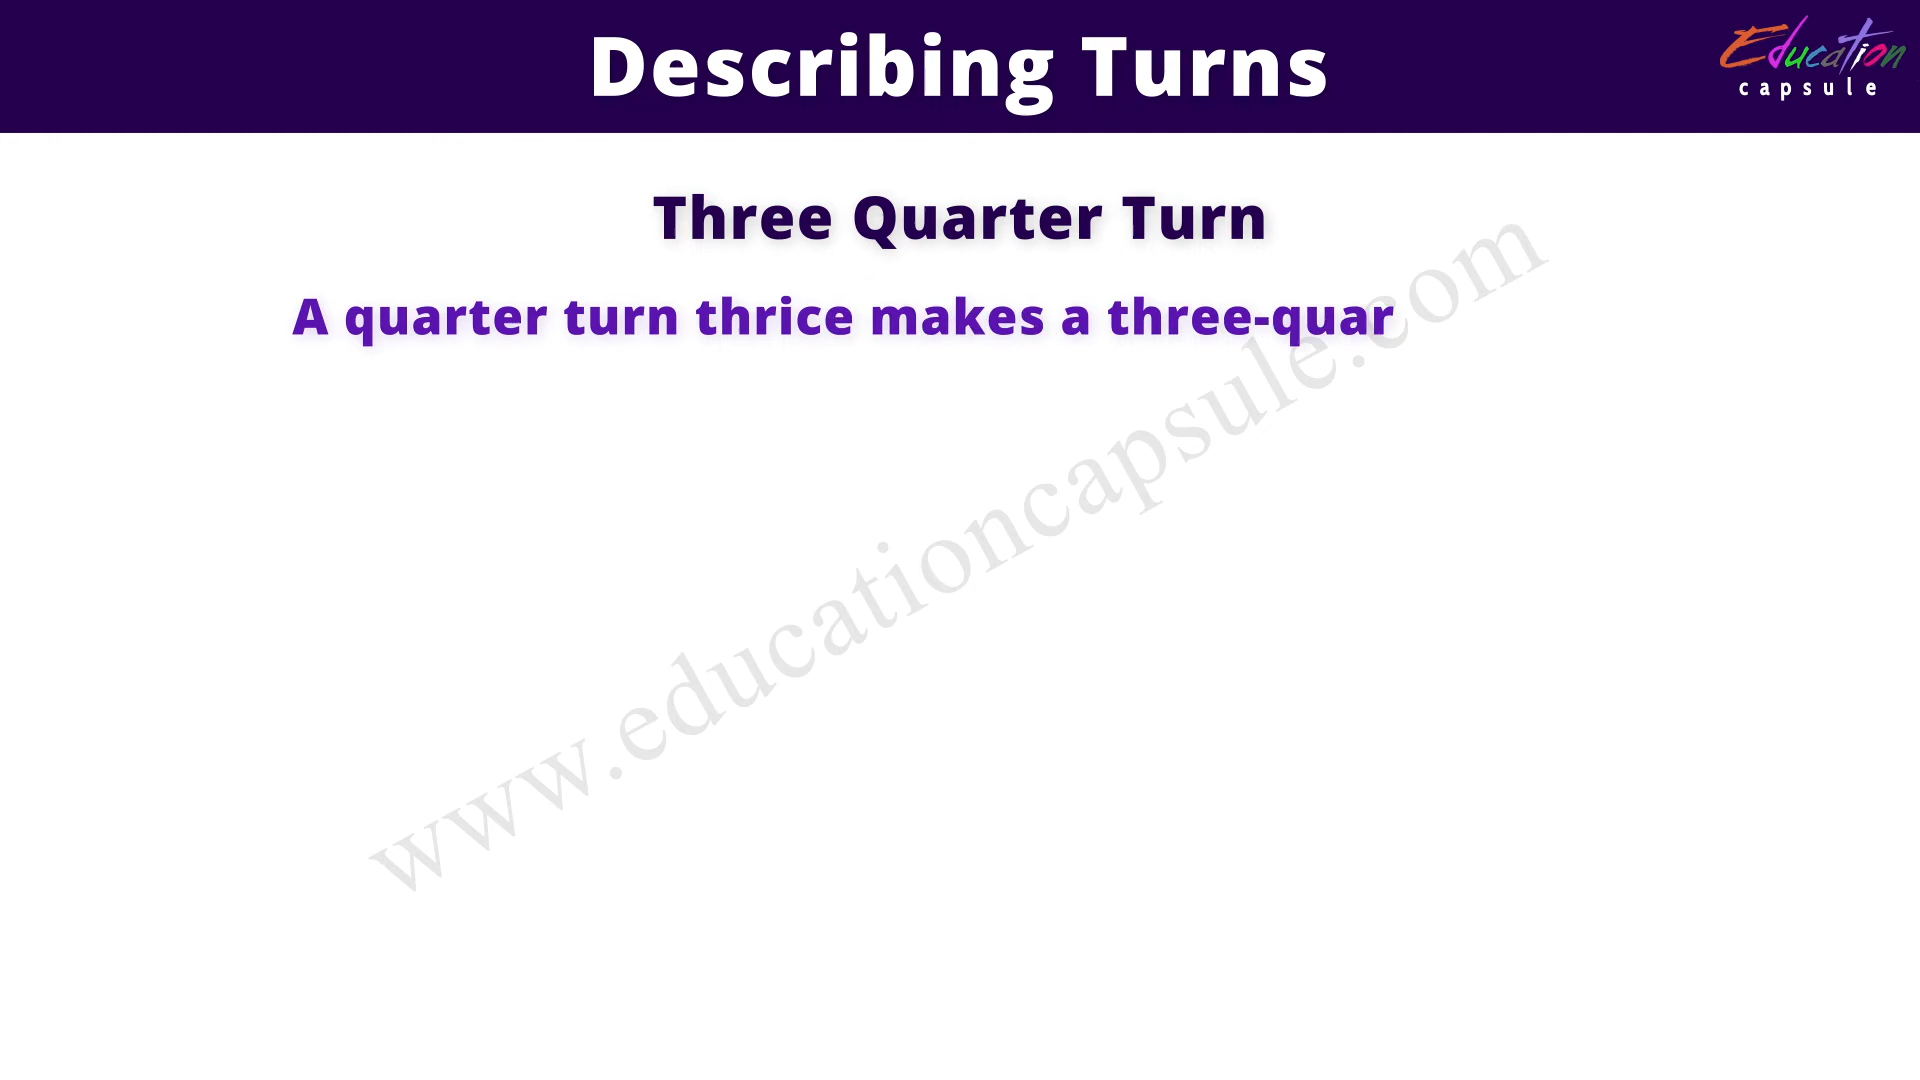 Describing Turns
Education
capsule
Three Quarter Turn
A quarter turn thrice makes a three-quar
www.educationcapsule.com